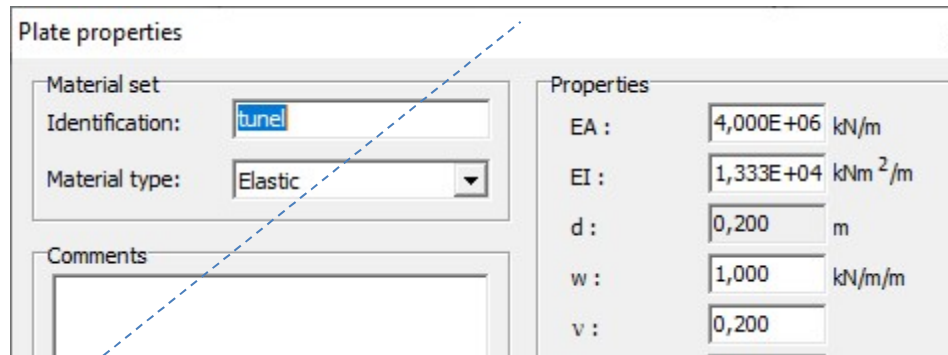 Plate properties
Material set
Identification: tunel
Material type: Elastic
Comments
Properties
EA : 4,000E+06 kN/m
EI : 1,333E+04 kNm 2/m
d : 0,200 m
w : 1,000 kN/m/m
ν : 0,200